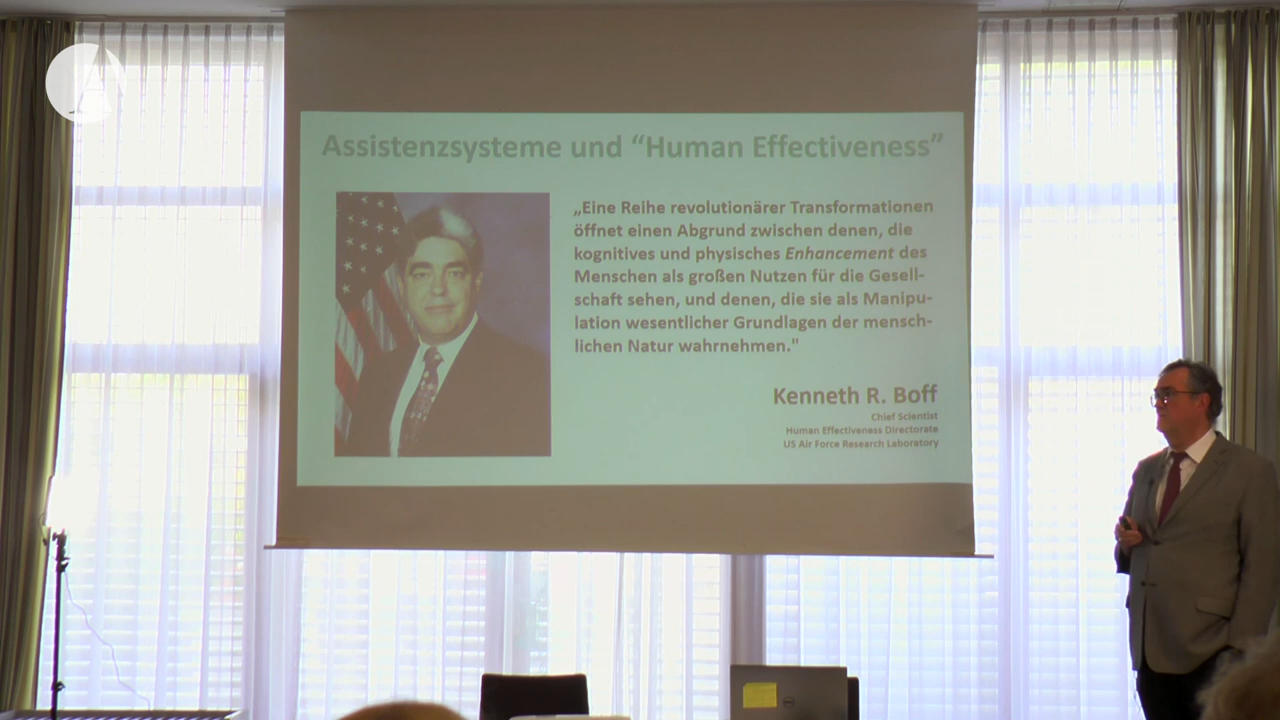 Assistenzsysteme und “Human Effectiveness”
„Eine Reihe revolutionärer Transformationen
öffnet einen Abgrund zwischen denen, die
kognitives und physisches Enhancement des
Menschen als großen Nutzen für die Gesell-
schaft sehen, und denen, die sie als Manipu-
lation wesentlicher Grundlagen der mensch-
lichen Natur wahrnehmen."
Kenneth R. Boff
Chief Scientist
Human Effectiveness Directorate
US Air Force Research Laboratory
DELL